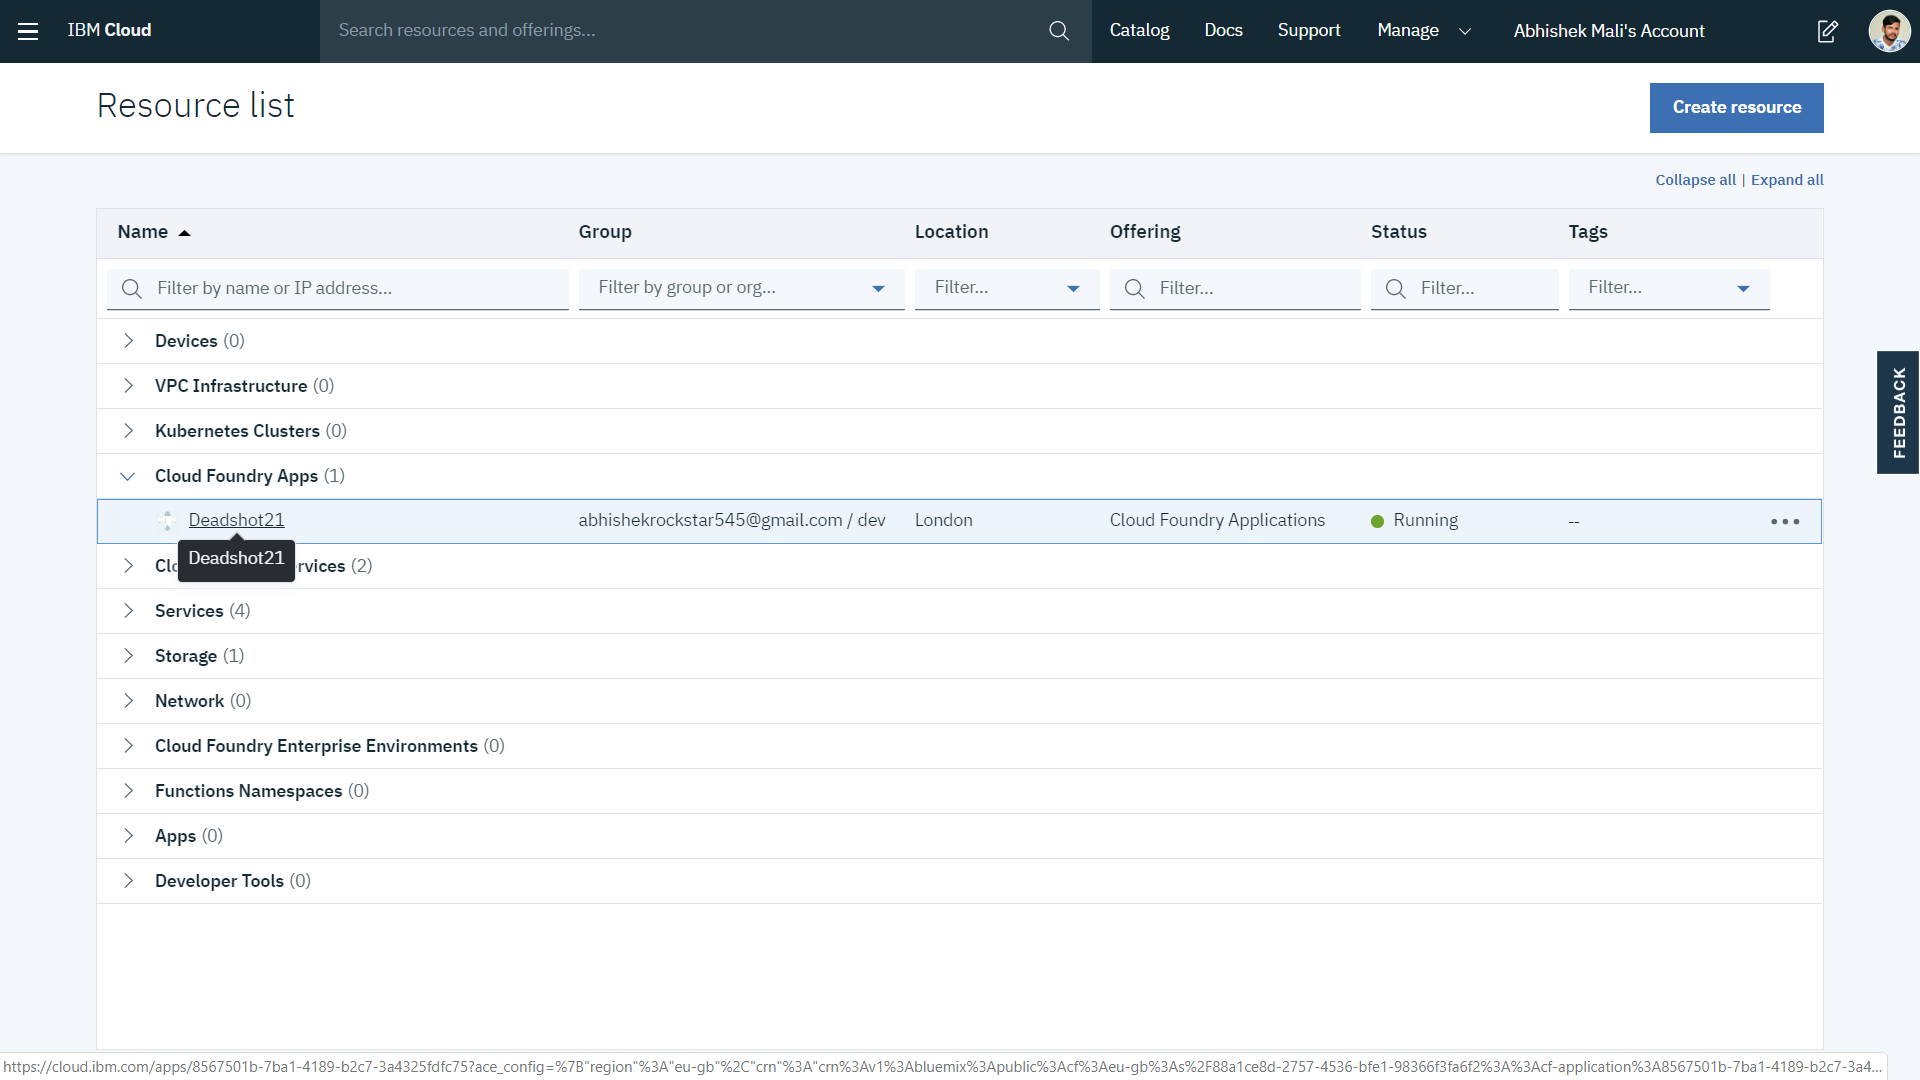 IBM Cloud
Search resources and offerings...
Catalog
Docs
Support
Manage
Abhishek Mali's Account
Resource list
Create resource
Collapse all | Expand all
Name
Group
Location
Offering
Status
Tags
Filter by name or IP address...
Filter by group or org...
Filter...
Filter...
Filter...
Filter...
Devices (0)
VPC Infrastructure (0)
Kubernetes Clusters (0)
Cloud Foundry Apps (1)
Deadshot21
abhishekrockstar545@gmail.com / dev
London
Cloud Foundry Applications
Running
--
Deadshot21
Clo
rvices (2)
Services (4)
Storage (1)
Network (0)
Cloud Foundry Enterprise Environments (0)
Functions Namespaces (0)
Apps (0)
Developer Tools (0)
FEEDBACK
https://cloud.ibm.com/apps/8567501b-7ba1-4189-b2c7-3a4325fdfc75?ace_config=%7B"region"%3A"eu-gb"%2C"crn"%3A"crn%3Av1%3Abluemix%3Apublic%3Acf%3Aeu-gb%3As%2F88a1ce8d-2757-4536-bfe1-98366f3fa6f2%3A%3Acf-application%3A8567501b-7ba1-4189-b2c7-3a4...